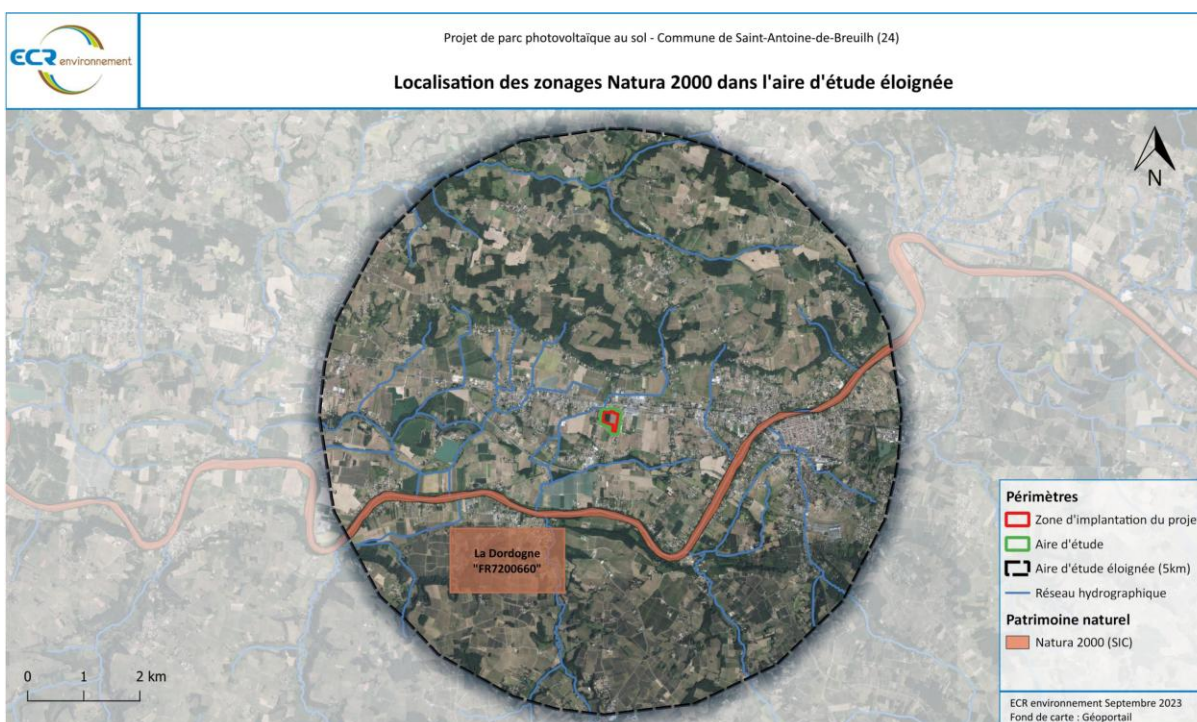 ECR environnement
Projet de parc photovoltaïque au sol - Commune de Saint-Antoine-de-Breuilh (24)
Localisation des zonages Natura 2000 dans l'aire d'étude éloignée
N
La Dordogne
"FR7200660"
Périmètres
Zone d'implantation du proje
Aire d'étude
Aire d'étude éloignée (5km)
Réseau hydrographique
Patrimoine naturel
Natura 2000 (SIC)
0 1 2 km
ECR environnement Septembre 2023
Fond de carte : Géoportail